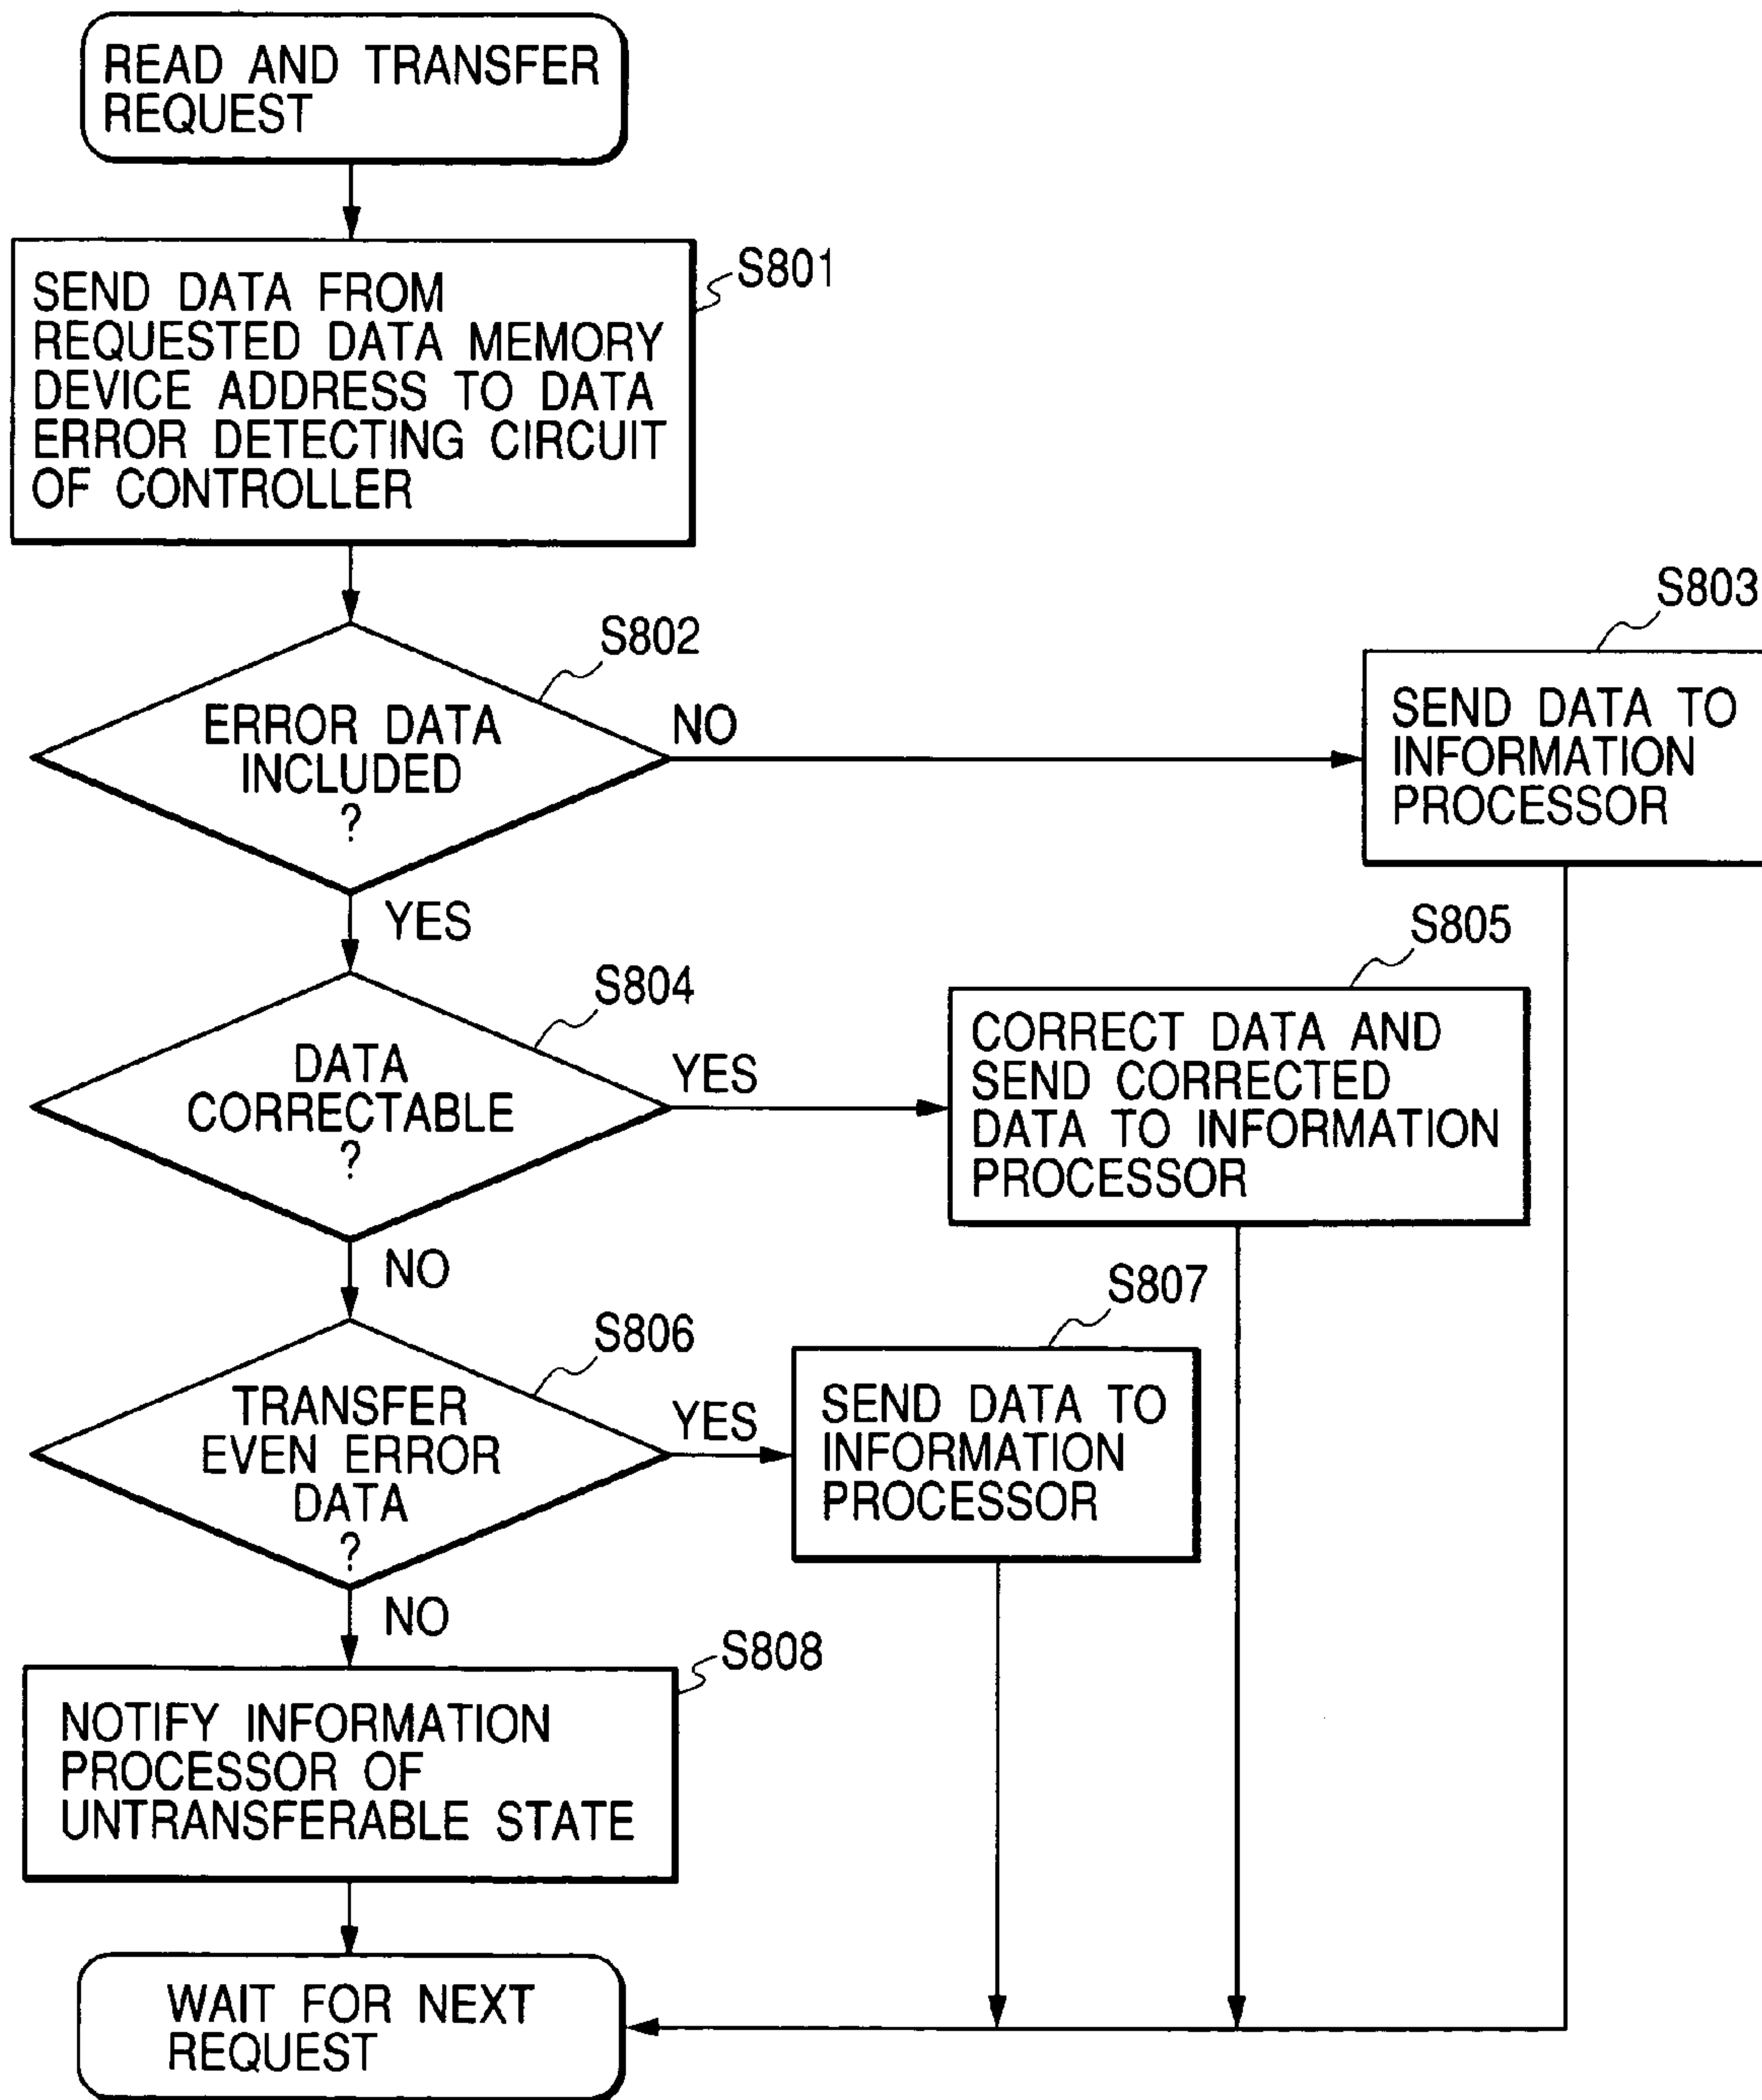 READ AND TRANSFER
REQUEST
S801
SEND DATA FROM
REQUESTED DATA MEMORY
DEVICE ADDRESS TO DATA
ERROR DETECTING CIRCUIT
OF CONTROLLER
S802
ERROR DATA
INCLUDED
?
NO
S803
SEND DATA TO
INFORMATION
PROCESSOR
YES
S804
DATA
CORRECTABLE
?
YES
S805
CORRECT DATA AND
SEND CORRECTED
DATA TO INFORMATION
PROCESSOR
NO
S806
TRANSFER
EVEN ERROR
DATA
?
YES
S807
SEND DATA TO
INFORMATION
PROCESSOR
NO
S808
NOTIFY INFORMATION
PROCESSOR OF
UNTRANSFERABLE STATE
WAIT FOR NEXT
REQUEST